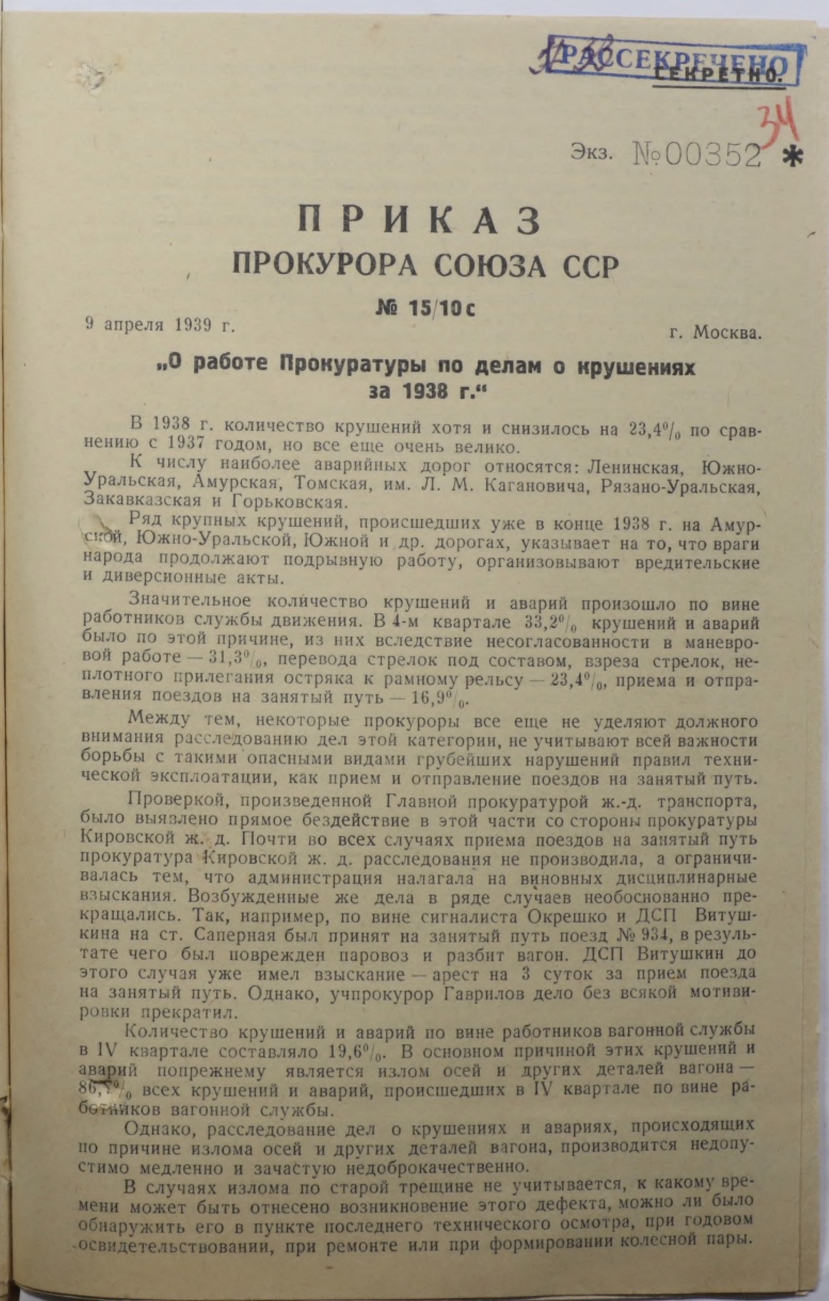 РАССЕКРЕЧЕНО
СЕКРЕТНО.
34
Экз. №00352 *
ПРИКАЗ
ПРОКУРОРА СОЮЗА ССР
№ 15/10с
9 апреля 1939 г.
г. Москва.
„О работе Прокуратуры по делам о крушениях
за 1938 г.“
В 1938 г. количество крушений хотя и снизилось на 23,4% по срав-
нению с 1937 годом, но все еще очень велико.
К числу наиболее аварийных дорог относятся: Ленинская, Южно-
Уральская, Амурская, Томская, им. Л. М. Кагановича, Рязано-Уральская,
Закавказская и Горьковская.
Ряд крупных крушений, происшедших уже в конце 1938 г. на Амур-
ской, Южно-Уральской, Южной и др. дорогах, указывает на то, что враги
народа продолжают подрывную работу, организовывают вредительские
и диверсионные акты.
Значительное количество крушений и аварий произошло по вине
работников службы движения. В 4-м квартале 33,2% крушений и аварий
было по этой причине, из них вследствие несогласованности в маневро-
вой работе — 31,3%, перевода стрелок под составом, взреза стрелок, не-
плотного прилегания остряка к рамному рельсу — 23,4%, приема и отпра-
вления поездов на занятый путь — 16,9%.
Между тем, некоторые прокуроры все еще не уделяют должного
внимания расследованию дел этой категории, не учитывают всей важности
борьбы с такими опасными видами грубейших нарушений правил техни-
ческой эксплоатации, как прием и отправление поездов на занятый путь.
Проверкой, произведенной Главной прокуратурой ж.-д. транспорта,
было выявлено прямое бездействие в этой части со стороны прокуратуры
Кировской ж. д. Почти во всех случаях приема поездов на занятый путь
прокуратура Кировской ж. д. расследования не производила, а ограничи-
валась тем, что администрация налагала на виновных дисциплинарные
взыскания. Возбужденные же дела в ряде случаев необоснованно пре-
кращались. Так, например, по вине сигналиста Окрешко и ДСП Витуш-
кина на ст. Саперная был принят на занятый путь поезд № 934, в резуль-
тате чего был поврежден паровоз и разбит вагон. ДСП Витушкин до
этого случая уже имел взыскание — арест на 3 суток за прием поезда
на занятый путь. Однако, учпрокурор Гаврилов дело без всякой мотиви-
ровки прекратил.
Количество крушений и аварий по вине работников вагонной службы
в IV квартале составляло 19,6%. В основном причиной этих крушений и
аварий попрежнему является излом осей и других деталей вагона —
всех крушений и аварий, происшедших в IV квартале по вине ра-
ботников вагонной службы.
Однако, расследование дел о крушениях и авариях, происходящих
по причине излома осей и других деталей вагона, производится недопу-
стимо медленно и зачастую недоброкачественно.
В случаях излома по старой трещине не учитывается, к какому вре-
мени может быть отнесено возникновение этого дефекта, можно ли было
обнаружить его в пункте последнего технического осмотра, при годовом
освидетельствовании, при ремонте или при формировании колесной пары.